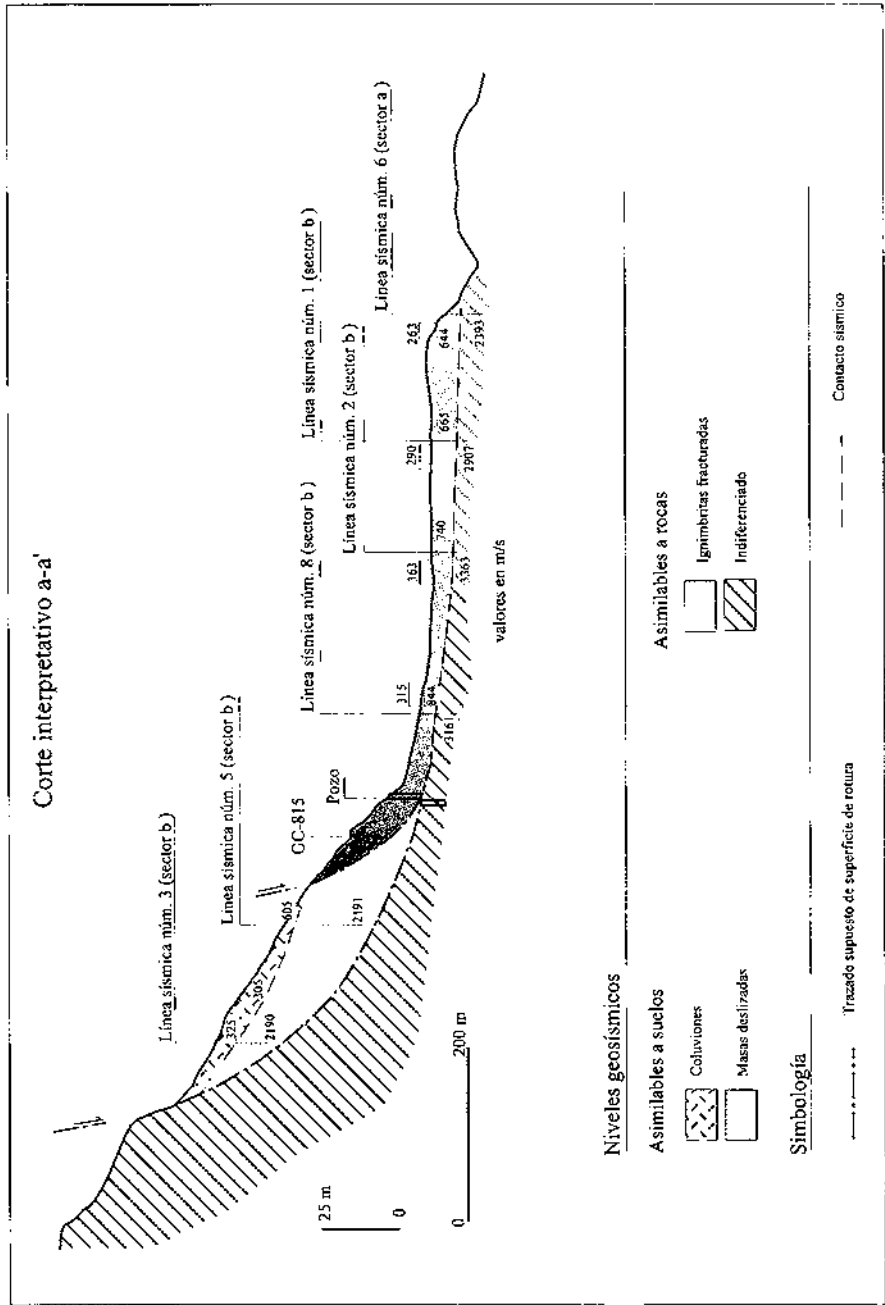 Corte interpretativo a-a'
Línea sísmica núm. 3 (sector b)
Línea sísmica núm. 5 (sector b)
GC-815
Pozo
Línea sísmica núm. 8 (sector b)
Línea sísmica núm. 2 (sector b)
Línea sísmica núm. 1 (sector b)
Línea sísmica núm. 6 (sector a)
325
305
2190
605
2191
315
844
3161
363
740
3363
290
665
2907
263
644
2393
25 m
0
0
200 m
valores en m/s
Niveles geosísmicos
Asimilables a suelos
Coluviones
Masas deslizadas
Asimilables a rocas
Ignimbritas fracturadas
Indiferenciado
Simbología
Trazado supuesto de superficie de rotura
Contacto sísmico